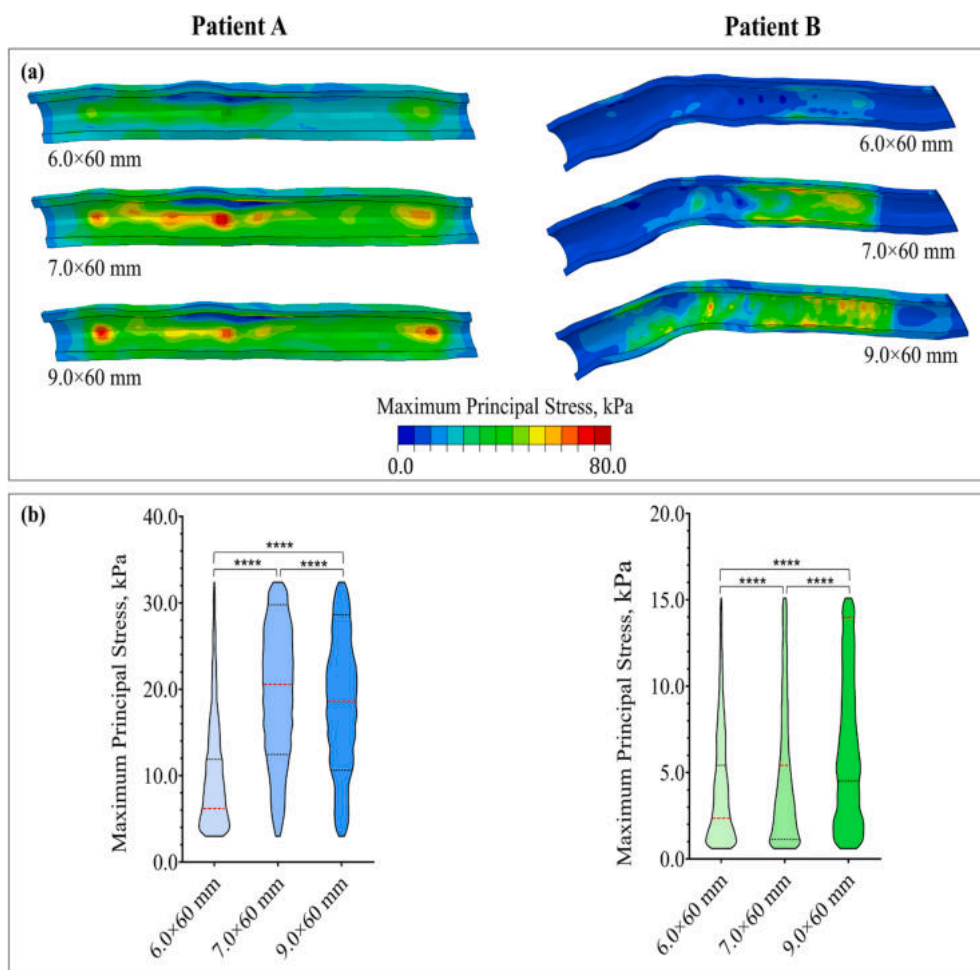 Patient A
Patient B
(a)
6.0×60 mm
6.0×60 mm
7.0×60 mm
7.0×60 mm
9.0×60 mm
9.0×60 mm
Maximum Principal Stress, kPa
0.0
80.0
(b)
Maximum Principal Stress, kPa
40.0
30.0
20.0
10.0
0.0
****
****
****
6.0×60 mm
7.0×60 mm
9.0×60 mm
Maximum Principal Stress, kPa
20.0
15.0
10.0
5.0
0.0
****
****
****
6.0×60 mm
7.0×60 mm
9.0×60 mm